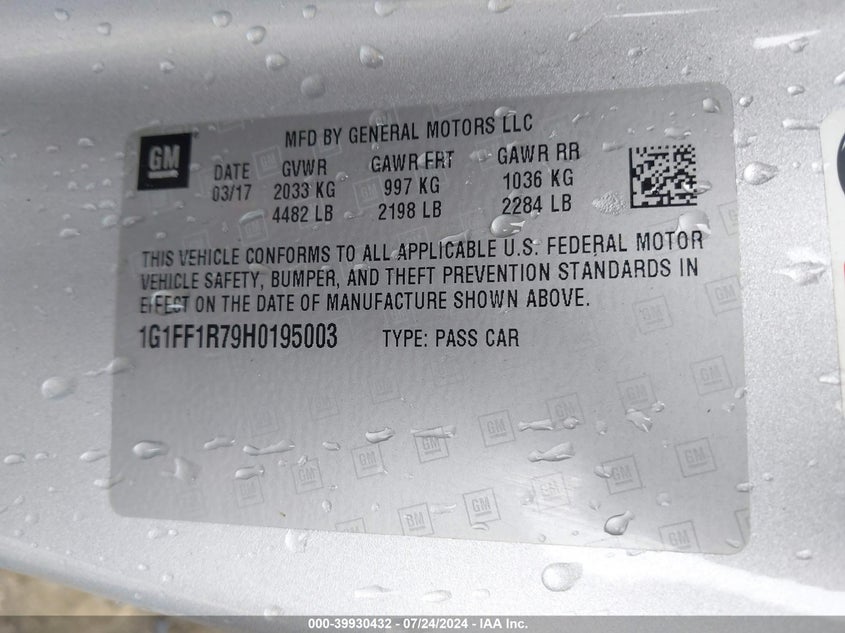 GM
MFD BY GENERAL MOTORS LLC
DATE GVWR GAWR FRT GAWR RR
03/17 2033 KG 997 KG 1036 KG
4482 LB 2198 LB 2284 LB
THIS VEHICLE CONFORMS TO ALL APPLICABLE U.S. FEDERAL MOTOR
VEHICLE SAFETY, BUMPER, AND THEFT PREVENTION STANDARDS IN
EFFECT ON THE DATE OF MANUFACTURE SHOWN ABOVE.
1G1FF1R79H0195003 TYPE: PASS CAR
000-39930432 - 07/24/2024 - IAA Inc.